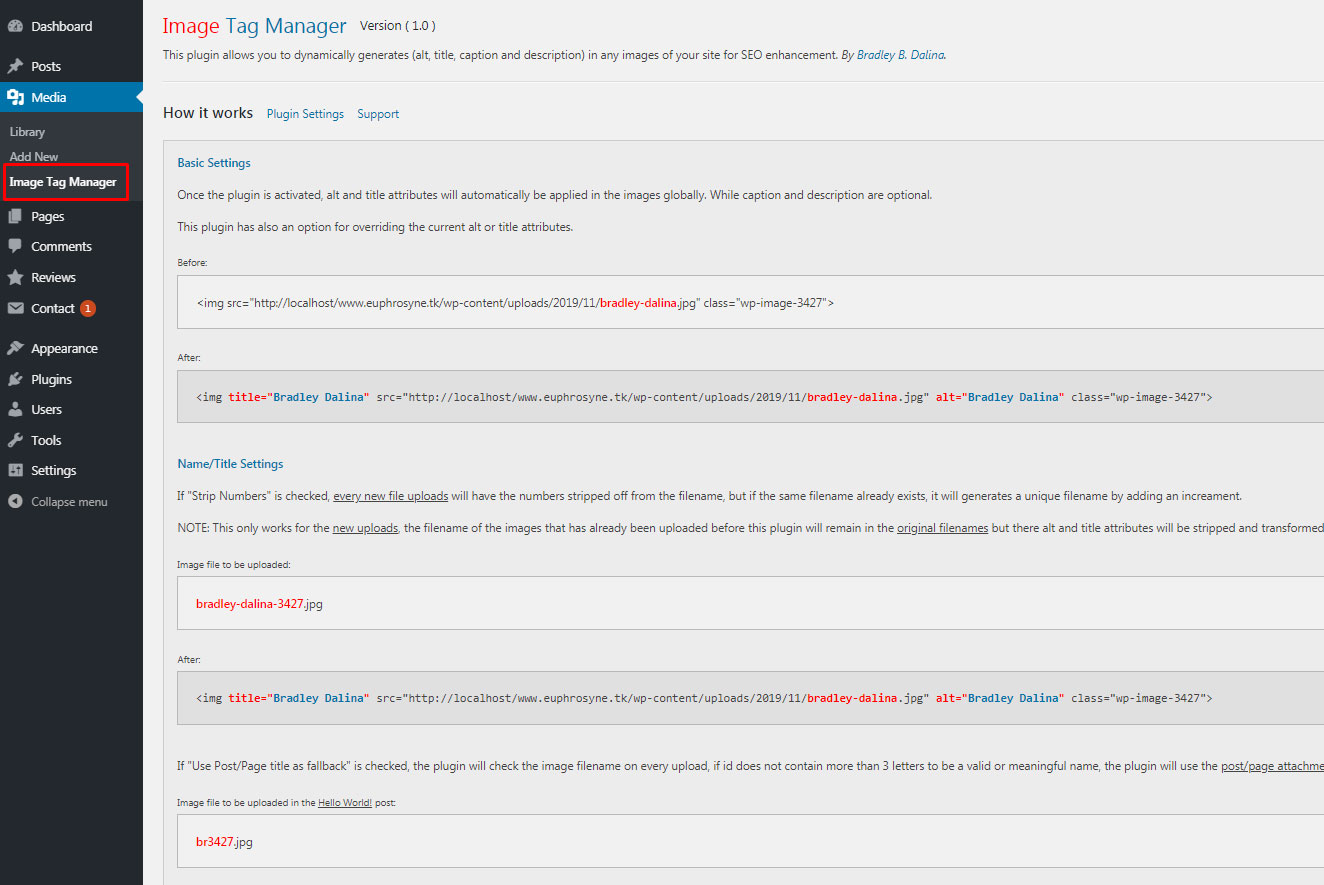 Dashboard
Posts
Media
Library
Add New
Image Tag Manager
Pages
Comments
Reviews
Contact 1
Appearance
Plugins
Users
Tools
Settings
Collapse menu
Image Tag Manager Version ( 1.0 )
This plugin allows you to dynamically generates (alt, title, caption and description) in any images of your site for SEO enhancement. By Bradley B. Dalina.
How it works Plugin Settings Support
Basic Settings
Once the plugin is activated, alt and title attributes will automatically be applied in the images globally. While caption and description are optional.
This plugin has also an option for overriding the current alt or title attributes.
Before:
<img src="http://localhost/www.euphrosyne.tk/wp-content/uploads/2019/11/bradley-dalina.jpg" class="wp-image-3427">
After:
<img title="Bradley Dalina" src="http://localhost/www.euphrosyne.tk/wp-content/uploads/2019/11/bradley-dalina.jpg" alt="Bradley Dalina" class="wp-image-3427">
Name/Title Settings
If "Strip Numbers" is checked, every new file uploads will have the numbers stripped off from the filename, but if the same filename already exists, it will generates a unique filename by adding an increament.
NOTE: This only works for the new uploads, the filename of the images that has already been uploaded before this plugin will remain in the original filenames but there alt and title attributes will be stripped and transformed
Image file to be uploaded:
bradley-dalina-3427.jpg
After:
<img title="Bradley Dalina" src="http://localhost/www.euphrosyne.tk/wp-content/uploads/2019/11/bradley-dalina.jpg" alt="Bradley Dalina" class="wp-image-3427">
If "Use Post/Page title as fallback" is checked, the plugin will check the image filename on every upload, if id does not contain more than 3 letters to be a valid or meaningful name, the plugin will use the post/page attachme
Image file to be uploaded in the Hello World! post:
br3427.jpg